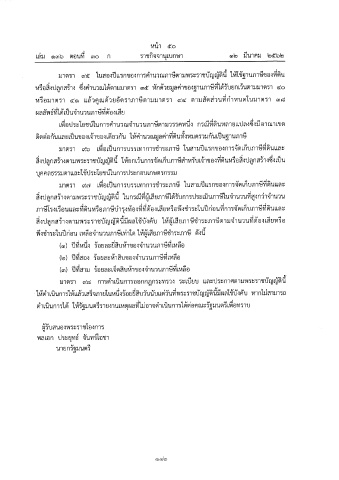 หน้า ๕๐
เล่ม ๑๓๖ ตอนที่ ๓๐ ก ราชกิจจานุเบกษา ๑๒ มีนาคม ๒๕๖๒
มาตรา ๙๕ ในสองปีแรกของการคำนวณภาษีตามพระราชบัญญัตินี้ ให้ใช้ฐานภาษีของที่ดิน
หรือสิ่งปลูกสร้าง ซึ่งคำนวณได้ตามมาตรา ๓๕ หักด้วยมูลค่าของฐานภาษีที่ได้รับยกเว้นตามมาตรา ๔๐
หรือมาตรา ๔๑ แล้วคูณด้วยอัตราภาษีตามมาตรา ๙๔ ตามสัดส่วนที่กำหนดในมาตรา ๓๘
ผลลัพธ์ที่ได้เป็นจำนวนภาษีที่ต้องเสีย
เพื่อประโยชน์ในการคำนวณจำนวนภาษีตามวรรคหนึ่ง กรณีที่ดินหลายแปลงซึ่งมีอาณาเขต
ติดต่อกันและเป็นของเจ้าของเดียวกัน ให้คำนวณมูลค่าที่ดินทั้งหมดรวมกันเป็นฐานภาษี
มาตรา ๙๖ เพื่อเป็นการบรรเทาการชำระภาษี ในสามปีแรกของการจัดเก็บภาษีที่ดินและ
สิ่งปลูกสร้างตามพระราชบัญญัตินี้ ให้ยกเว้นการจัดเก็บภาษีสำหรับเจ้าของที่ดินหรือสิ่งปลูกสร้างซึ่งเป็น
บุคคลธรรมดาและใช้ประโยชน์ในการประกอบเกษตรกรรม
มาตรา ๙๗ เพื่อเป็นการบรรเทาการชำระภาษี ในสามปีแรกของการจัดเก็บภาษีที่ดินและ
สิ่งปลูกสร้างตามพระราชบัญญัตินี้ ในกรณีที่ผู้เสียภาษีได้รับการประเมินภาษีในจำนวนที่สูงกว่าจำนวน
ภาษีโรงเรือนและที่ดินหรือภาษีบำรุงท้องที่ที่ต้องเสียหรือพึงชำระในปีก่อนที่การจัดเก็บภาษีที่ดินและ
สิ่งปลูกสร้างตามพระราชบัญญัตินี้มีผลใช้บังคับ ให้ผู้เสียภาษีชำระภาษีตามจำนวนที่ต้องเสียหรือ
พึงชำระในปีก่อน เหลือจำนวนภาษีเท่าใด ให้ผู้เสียภาษีชำระภาษี ดังนี้
(๑) ปีที่หนึ่ง ร้อยละยี่สิบห้าของจำนวนภาษีที่เหลือ
(๒) ปีที่สอง ร้อยละห้าสิบของจำนวนภาษีที่เหลือ
(๓) ปีที่สาม ร้อยละเจ็ดสิบห้าของจำนวนภาษีที่เหลือ
มาตรา ๙๘ การดำเนินการออกกฎกระทรวง ระเบียบ และประกาศตามพระราชบัญญัตินี้
ให้ดำเนินการให้แล้วเสร็จภายในหนึ่งร้อยยี่สิบวันนับแต่วันที่พระราชบัญญัตินี้มีผลใช้บังคับ หากไม่สามารถ
ดำเนินการได้ ให้รัฐมนตรีรายงานเหตุผลที่ไม่อาจดำเนินการได้ต่อคณะรัฐมนตรีเพื่อทราบ
ผู้รับสนองพระราชโองการ
พลเอก ประยุทธ์ จันทร์โอชา
นายกรัฐมนตรี